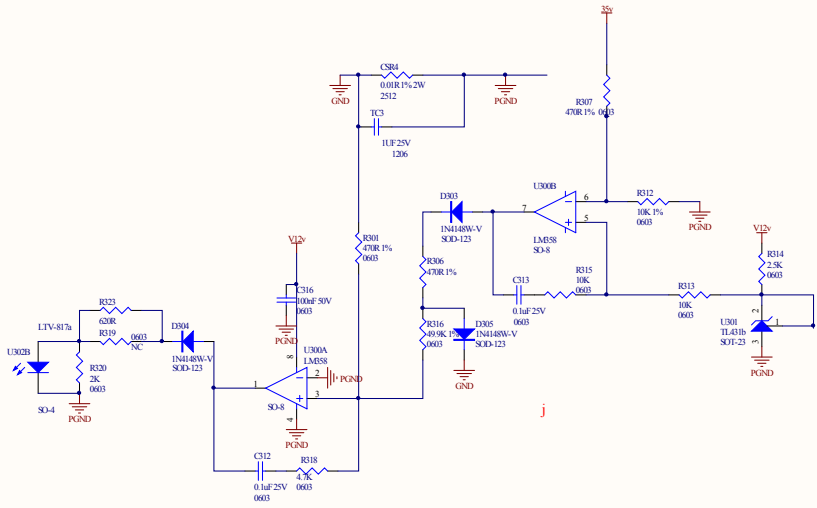 35v
CSR4
0.01R 1% 2W
2512
GND
PGND
R307
470R 1% 0603
TC3
1UF 25V
1206
U300B
6
5
7
LM358
SO-8
R312
10K 1%
0603
PGND
D303
1N4148W-V
SOD-123
V12v
R314
2.5K
0603
R301
470R 1%
0603
V12v
R306
470R 1%
C313
0.1uF 25V
0603
R315
10K
0603
R313
10K
0603
C316
100nF 50V
0603
PGND
R323
620R
R319
0603
NC
LTV-817a
U302B
D304
1N4148W-V
SOD-123
R316
49.9K 1%
0603
D305
1N4148W-V
SOD-123
GND
U301
TL431b
SOT-23
2
1
3
PGND
R320
2K
0603
SO-4
PGND
U300A
LM358
8
2
3
1
4
PGND
SO-8
PGND
j
C312
0.1uF 25V
0603
R318
4.7K
0603